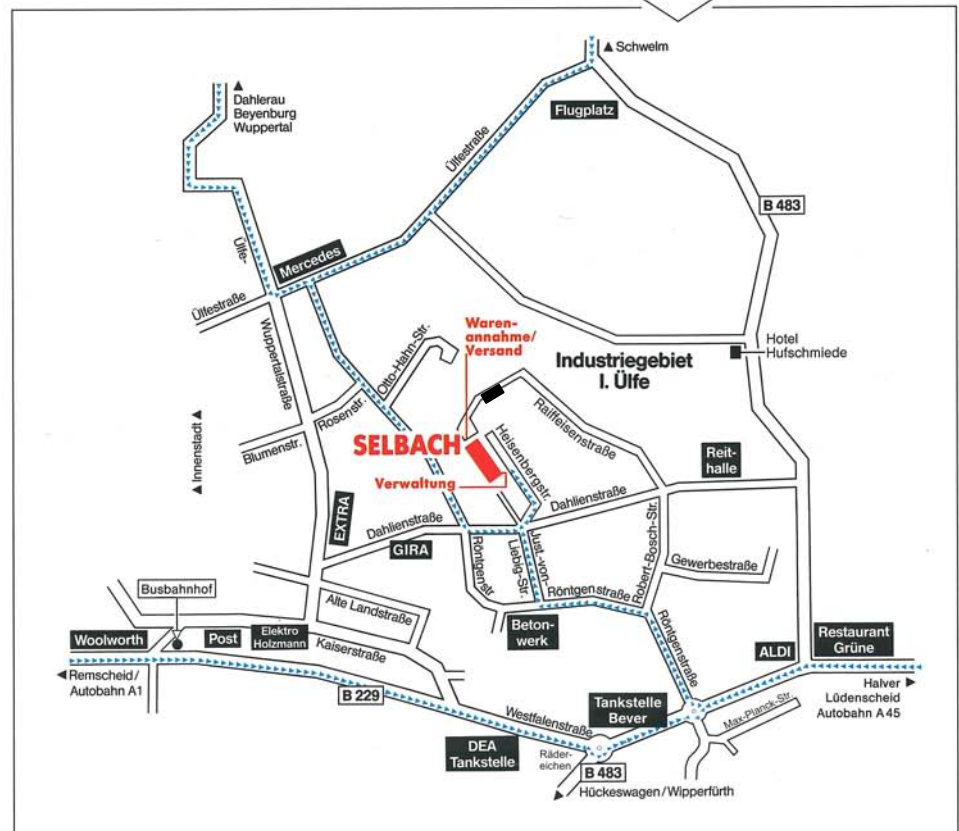 Schwelm
Dahlerau
Beyenburg
Wuppertal
Flugplatz
Ülfestraße
B 483
Ülfe-
Mercedes
Ülfestraße
Wuppertalstraße
Otto-Hahn-Str.
Waren-
annahme/
Versand
Hotel
Hufschmiede
Industriegebiet
I. Ülfe
Rosenstr.
Raiffeisenstraße
Innenstadt
Blumenstr.
SELBACH
Heisenbergstr.
Reit-
halle
Verwaltung
EXTRA
Dahlienstraße
Dahlienstraße
GIRA
Röntgenstr.
Just.-von-
Liebig-Str.
Robert-Bosch-Str.
Gewerbestraße
Busbahnhof
Röntgenstraße
Alte Landstraße
Beton-
werk
Woolworth
Post
Elektro
Holzmann
Kaiserstraße
Röntgenstraße
ALDI
Restaurant
Grüne
Remscheid/
Autobahn A1
B 229
Halver
Lüdenscheid
Autobahn A 45
Tankstelle
Bever
Max-Planck-Str.
Westfalenstraße
DEA
Tankstelle
Räder-
eichen
B 483
Hückeswagen/Wipperfürth